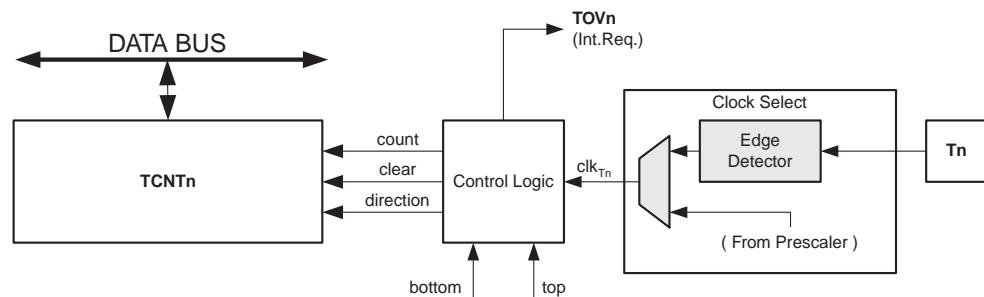 TOVn
(Int.Req.)
DATA BUS
Clock Select
count
Edge
Detector
Tn
TCNTn
clear
Control Logic
clkTn
direction
( From Prescaler )
bottom
top